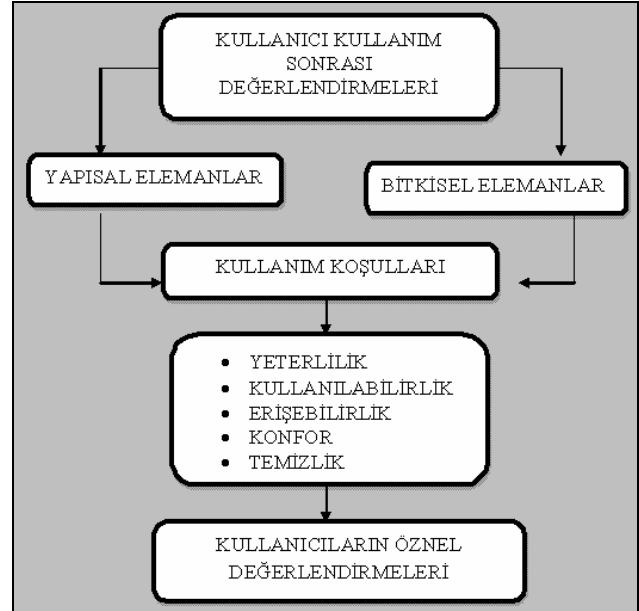 KULLANICI KULLANIM
SONRASI
DEĞERLENDİRMELERİ
YAPISAL ELEMANLAR
BİTKİSEL ELEMANLAR
KULLANIM KOŞULLARI
• YETERLİLİK
• KULLANILABİLİRLİK
• ERİŞEBİLİRLİK
• KONFOR
• TEMİZLİK
KULLANICILARIN ÖZNEL
DEĞERLENDİRMELERİ